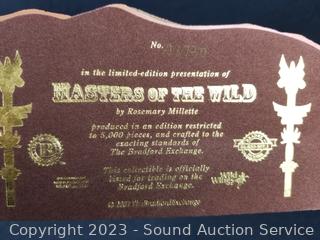 No.
in the limited-edition presentation of
MASTERS OF THE WILD
by Rosemary Millette
produced in an edition restricted
to 5,000 pieces, and crafted to the
exacting standards of
The Bradford Exchange.
This collectible is officially
listed for trading on the
Bradford Exchange.
Wild
Wings
Copyright 2023 - Sound Auction Service